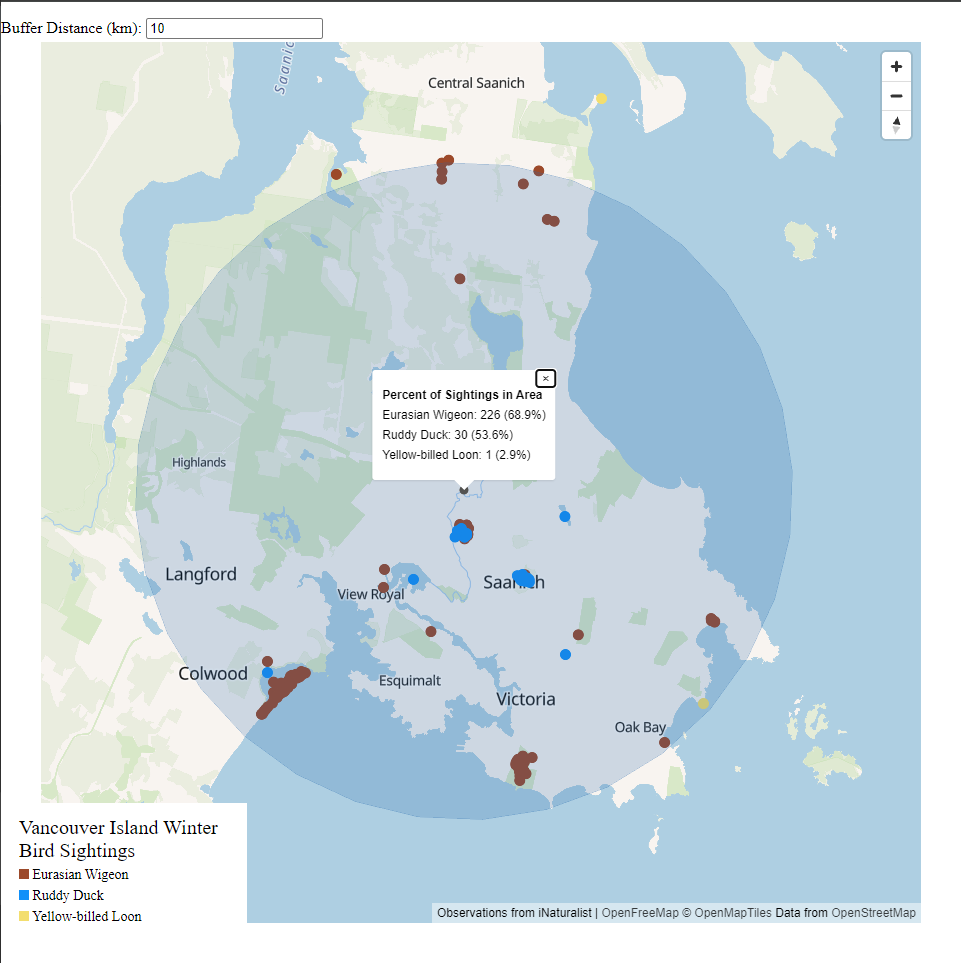 Buffer Distance (km): 10
Saanic
Central Saanich
+
−
×
Percent of Sightings in Area
Eurasian Wigeon: 226 (68.9%)
Ruddy Duck: 30 (53.6%)
Yellow-billed Loon: 1 (2.9%)
Highlands
Langford
Saanich
View Royal
Colwood
Esquimalt
Victoria
Oak Bay
Vancouver Island Winter
Bird Sightings
Eurasian Wigeon
Ruddy Duck
Yellow-billed Loon
Observations from iNaturalist | OpenFreeMap © OpenMapTiles Data from OpenStreetMap